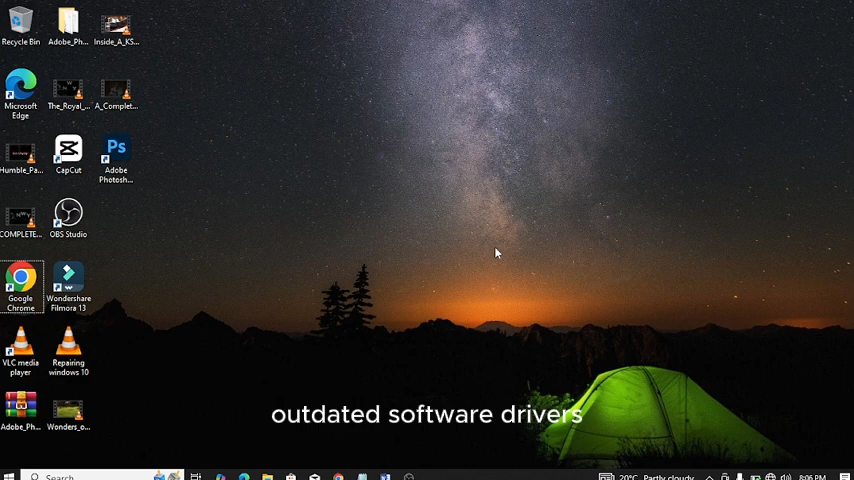 Recycle Bin
Adobe_Ph...
Inside_A_KS...
Microsoft
Edge
The_Royal_...
A_Complet...
Humble_Pa...
CapCut
Ps
Adobe
Photosh...
COMPLETE...
OBS Studio
Google
Chrome
Wondershare
Filmora 13
VLC media
player
Repairing
windows 10
Adobe_Ph...
Wonders_o...
outdated software drivers
Search
20°C Partly cloudy
8:06 PM